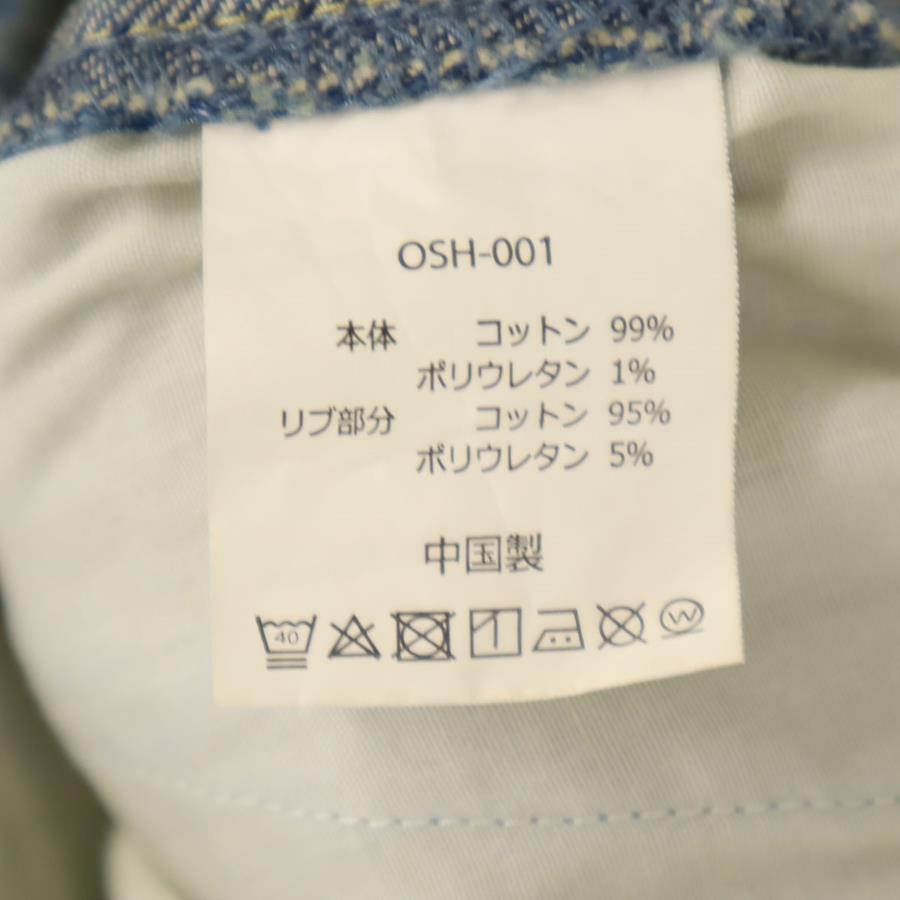 OSH-001
本体 コットン 99%
ポリウレタン 1%
リブ部分 コットン 95%
ポリウレタン 5%
中国製
40 W